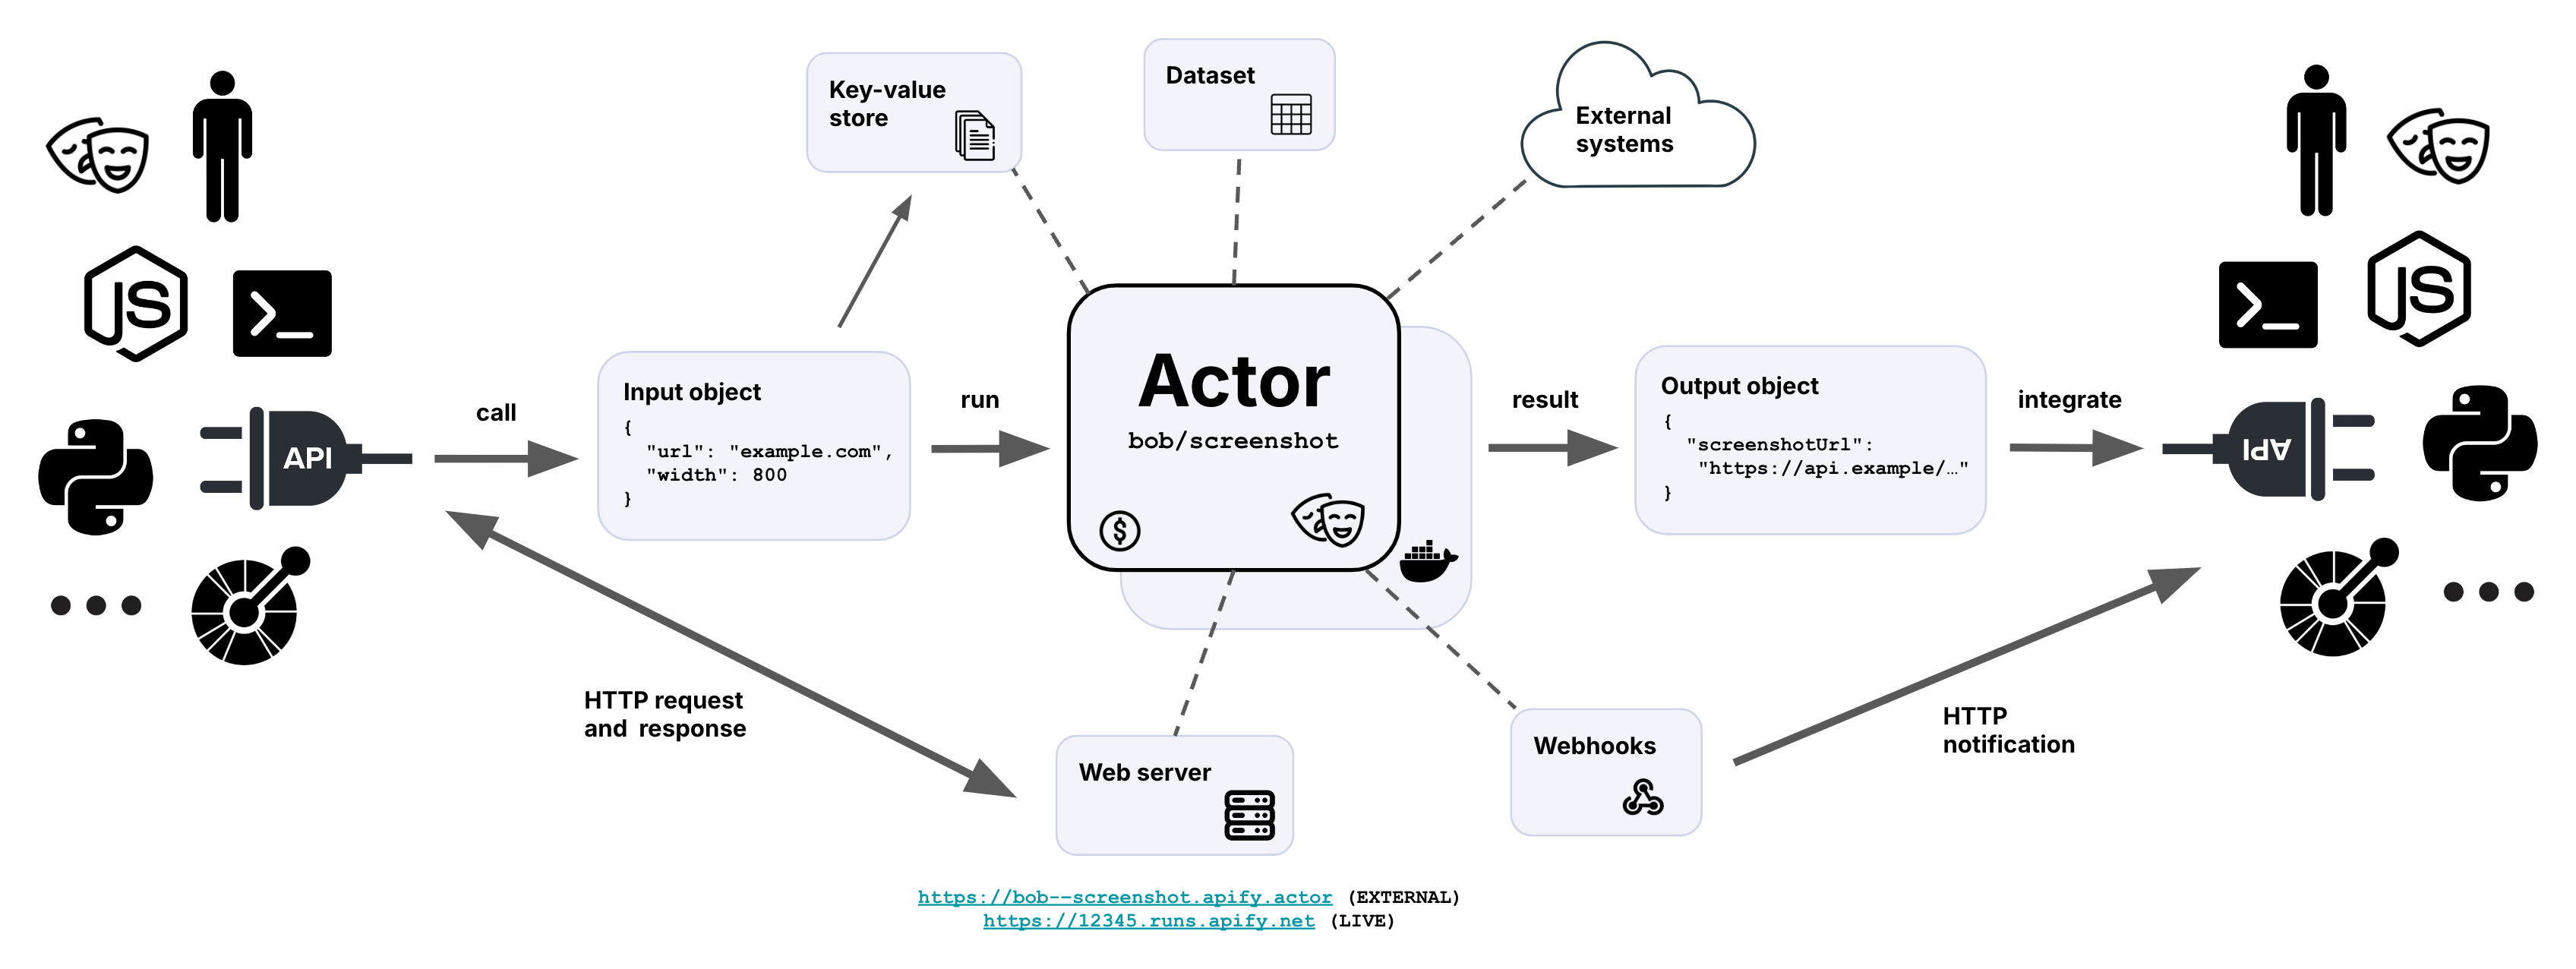 Key-value
store
Dataset
External
systems
JS
JS
API
call
Input object
{
"url": "example.com",
"width": 800
}
run
Actor
bob/screenshot
$
result
Output object
{
"screenshotUrl":
"https://api.example/…"
}
integrate
API
HTTP request
and response
Web server
Webhooks
HTTP
notification
https://bob--screenshot.apify.actor (EXTERNAL)
https://12345.runs.apify.net (LIVE)